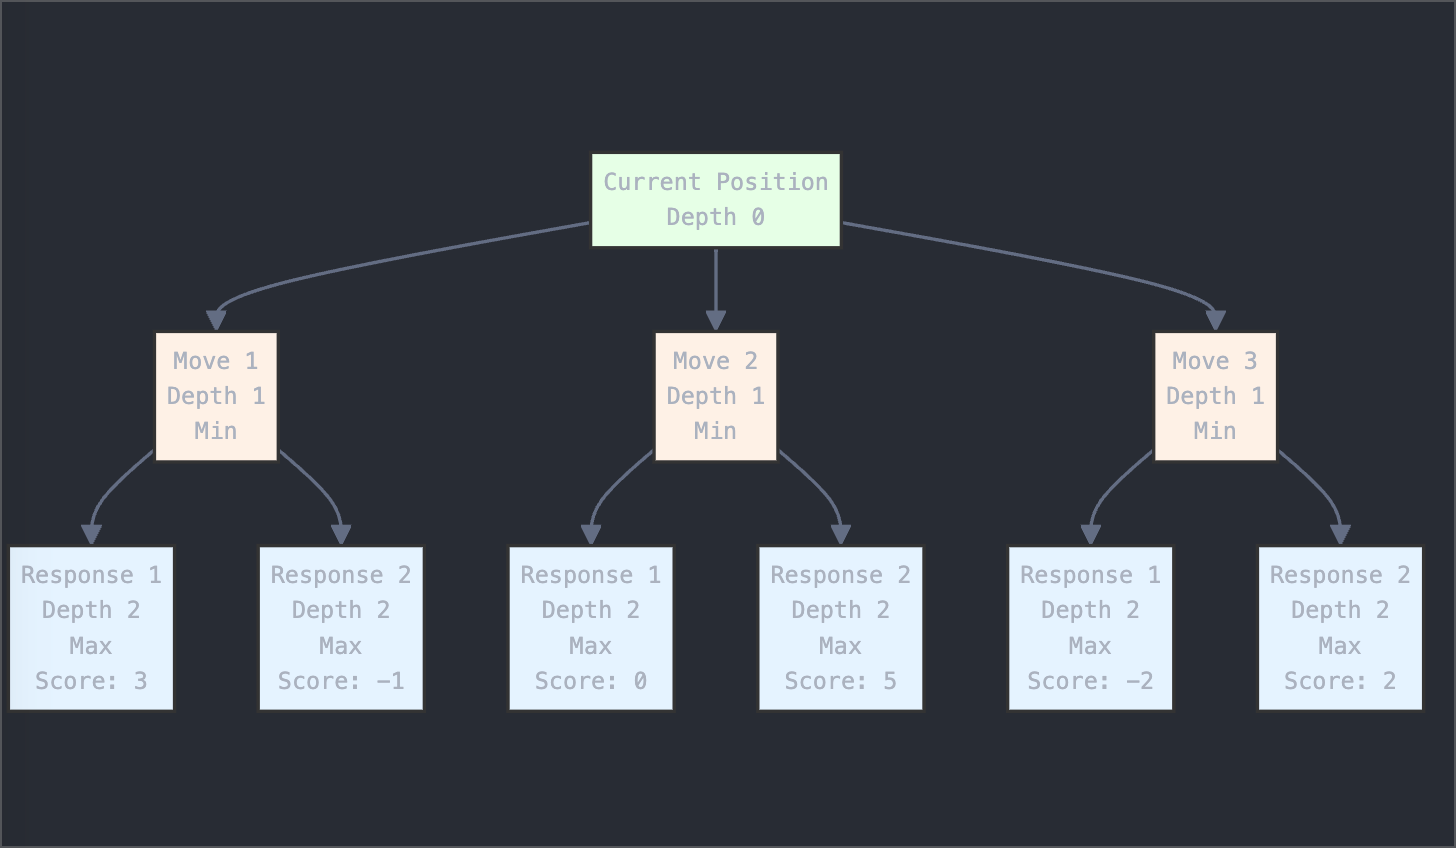 Current Position
Depth 0
Move 1
Depth 1
Min
Move 2
Depth 1
Min
Move 3
Depth 1
Min
Response 1
Depth 2
Max
Score: 3
Response 2
Depth 2
Max
Score: -1
Response 1
Depth 2
Max
Score: 0
Response 2
Depth 2
Max
Score: 5
Response 1
Depth 2
Max
Score: -2
Response 2
Depth 2
Max
Score: 2